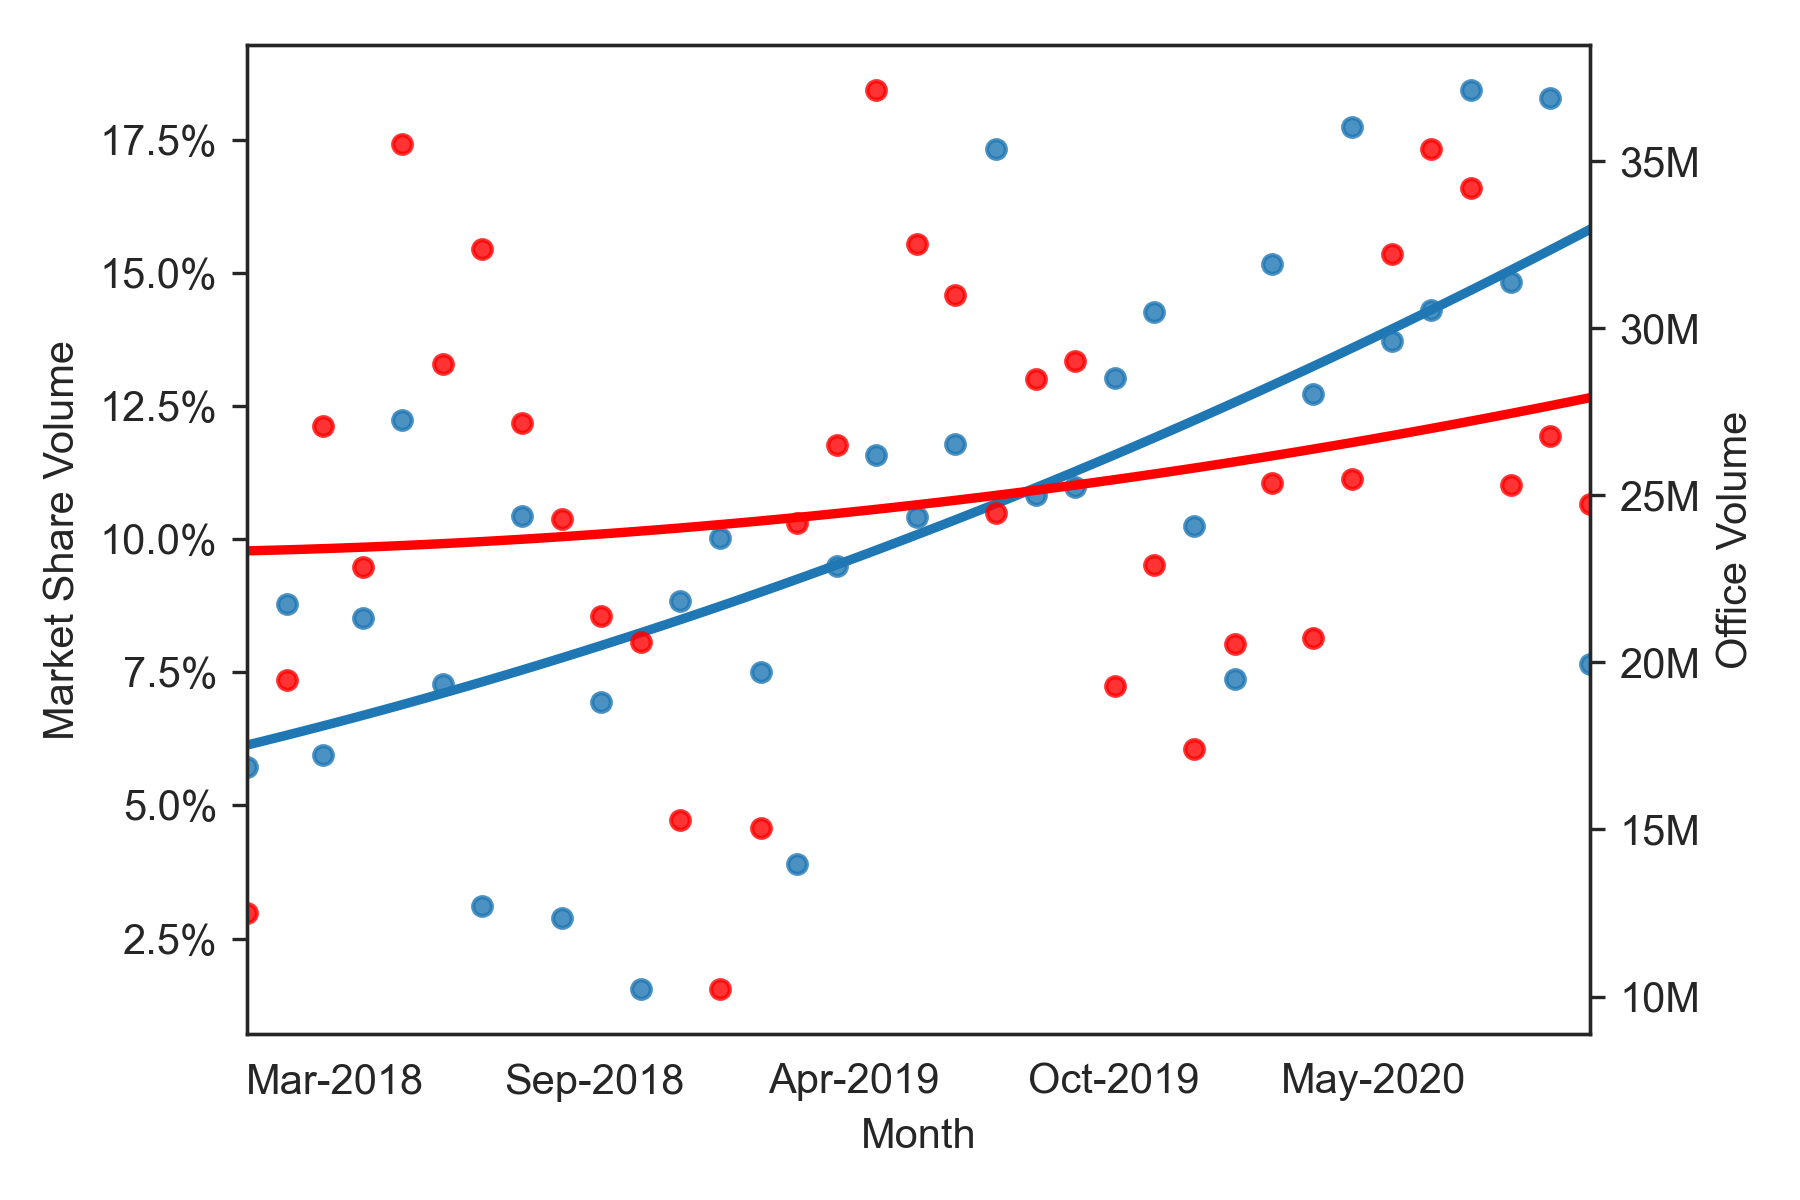 17.5%
15.0%
12.5%
10.0%
7.5%
5.0%
2.5%
Market Share Volume
35M
30M
25M
20M
15M
10M
Office Volume
Mar-2018
Sep-2018
Apr-2019
Oct-2019
May-2020
Month